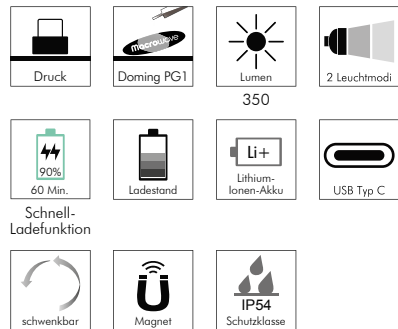 Druck
Macrowave
Doming PG1
Lumen
350
2 Leuchtmodi
90%
60 Min.
Schnell-
Ladefunktion
Ladestand
Li+
Lithium-
Ionen-Akku
USB Typ C
schwenkbar
Magnet
IP54
Schutzklasse